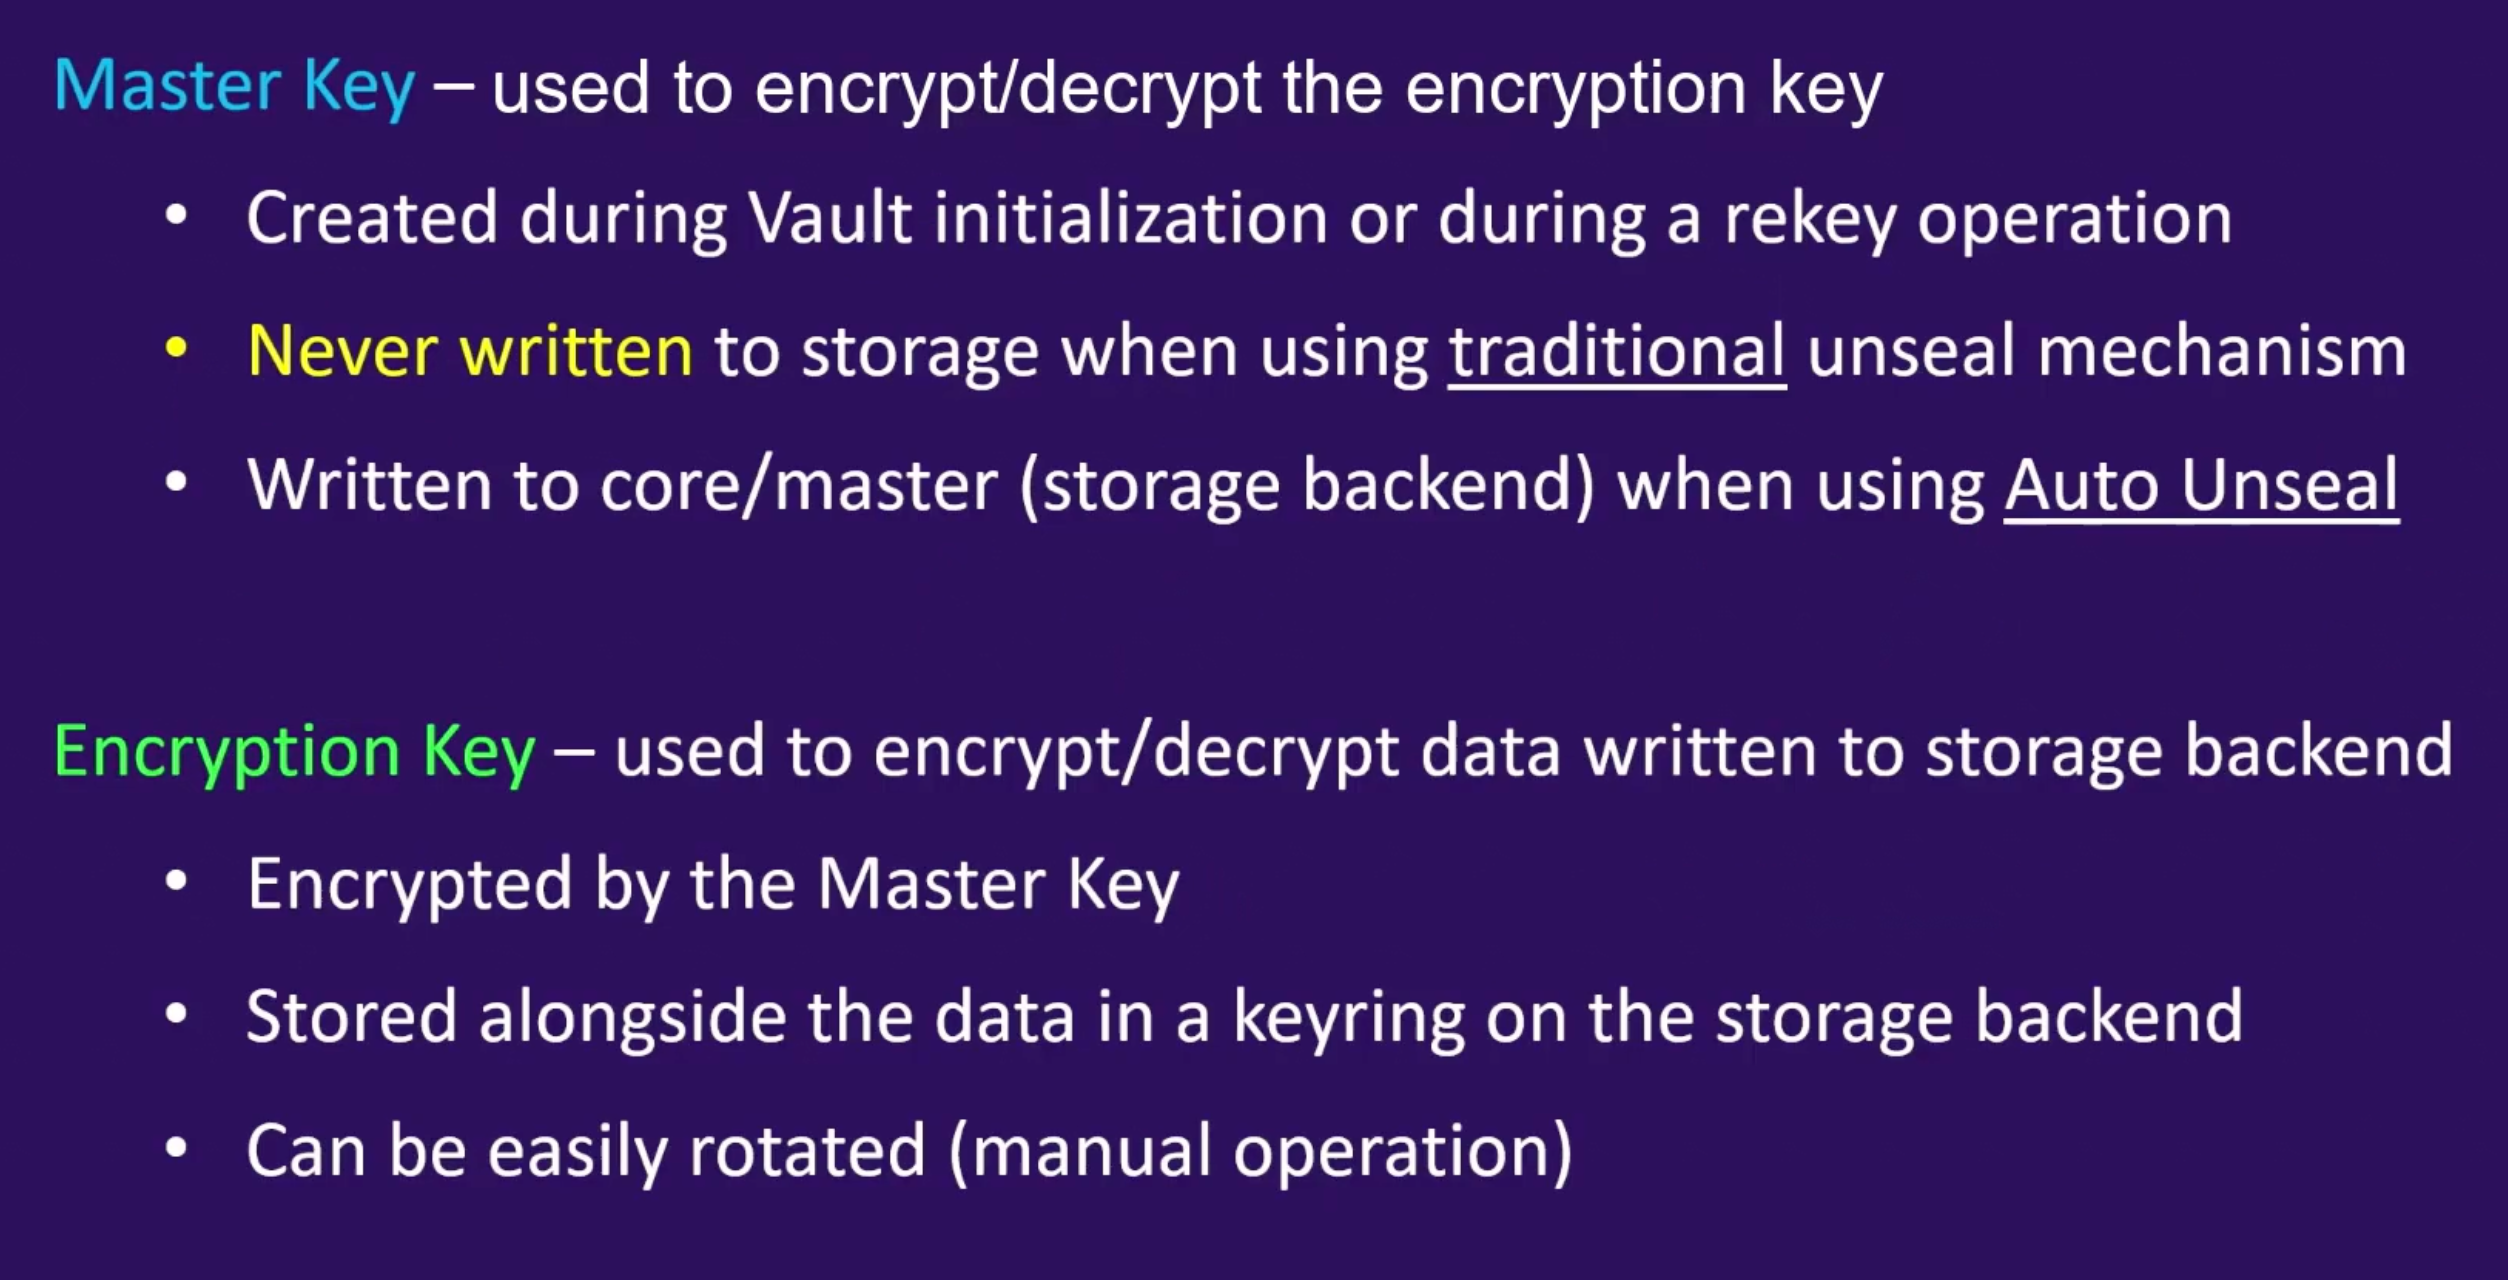 Master Key – used to encrypt/decrypt the encryption key
• Created during Vault initialization or during a rekey operation
• Never written to storage when using traditional unseal mechanism
• Written to core/master (storage backend) when using Auto Unseal
Encryption Key – used to encrypt/decrypt data written to storage backend
• Encrypted by the Master Key
• Stored alongside the data in a keyring on the storage backend
• Can be easily rotated (manual operation)